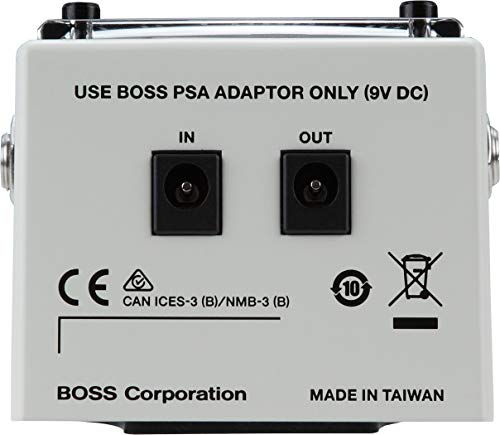 USE BOSS PSA ADAPTOR ONLY (9V DC)
IN OUT
CE
10
CAN ICES-3 (B)/NMB-3 (B)
BOSS Corporation MADE IN TAIWAN